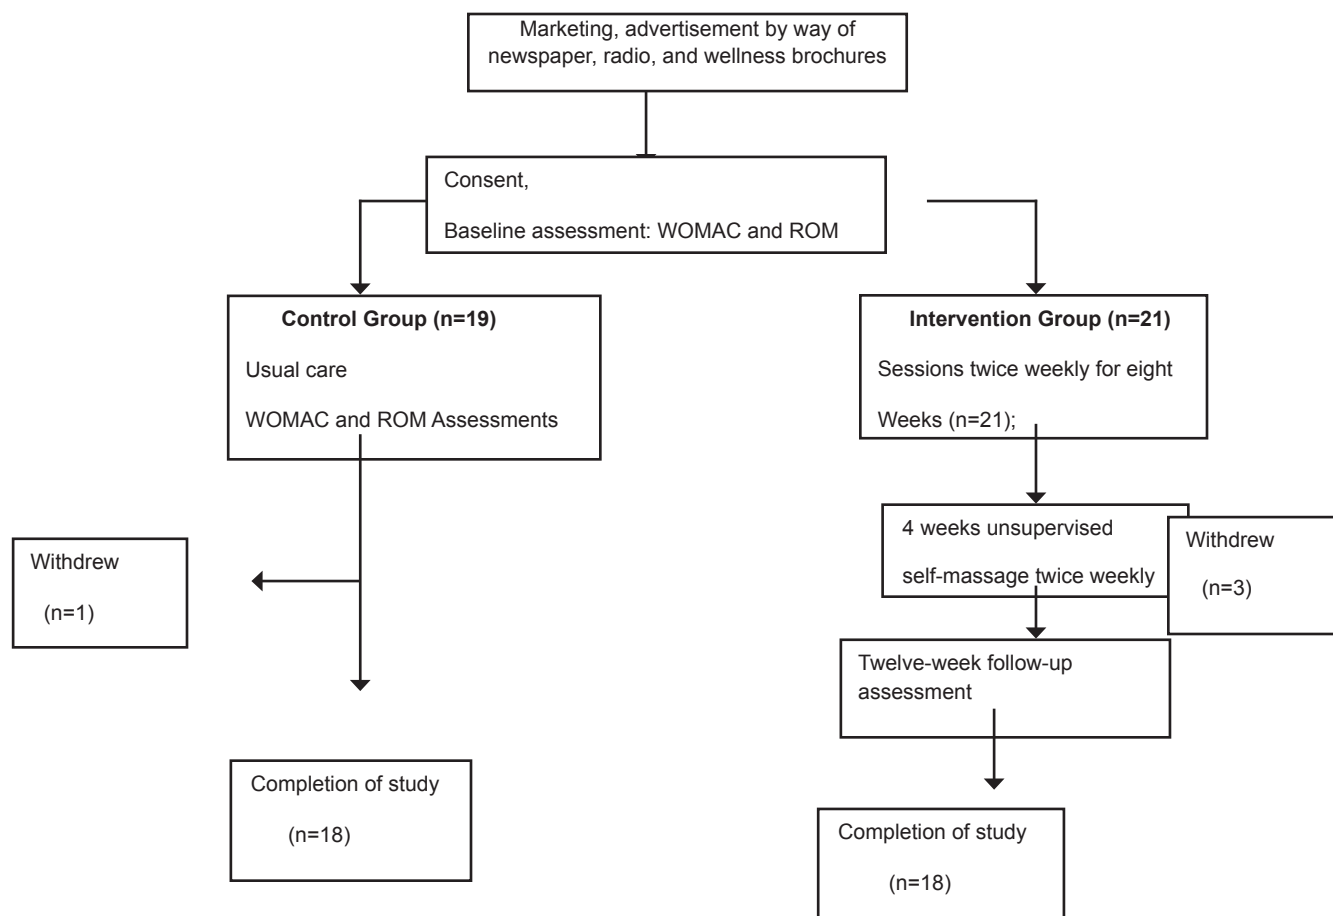 Marketing, advertisement by way of
newspaper, radio, and wellness brochures
Consent,
Baseline assessment: WOMAC and ROM
Control Group (n=19)
Usual care
WOMAC and ROM Assessments
Intervention Group (n=21)
Sessions twice weekly for eight
Weeks (n=21);
4 weeks unsupervised
self-massage twice weekly
Withdrew
(n=3)
Withdrew
(n=1)
Twelve-week follow-up
assessment
Completion of study
(n=18)
Completion of study
(n=18)